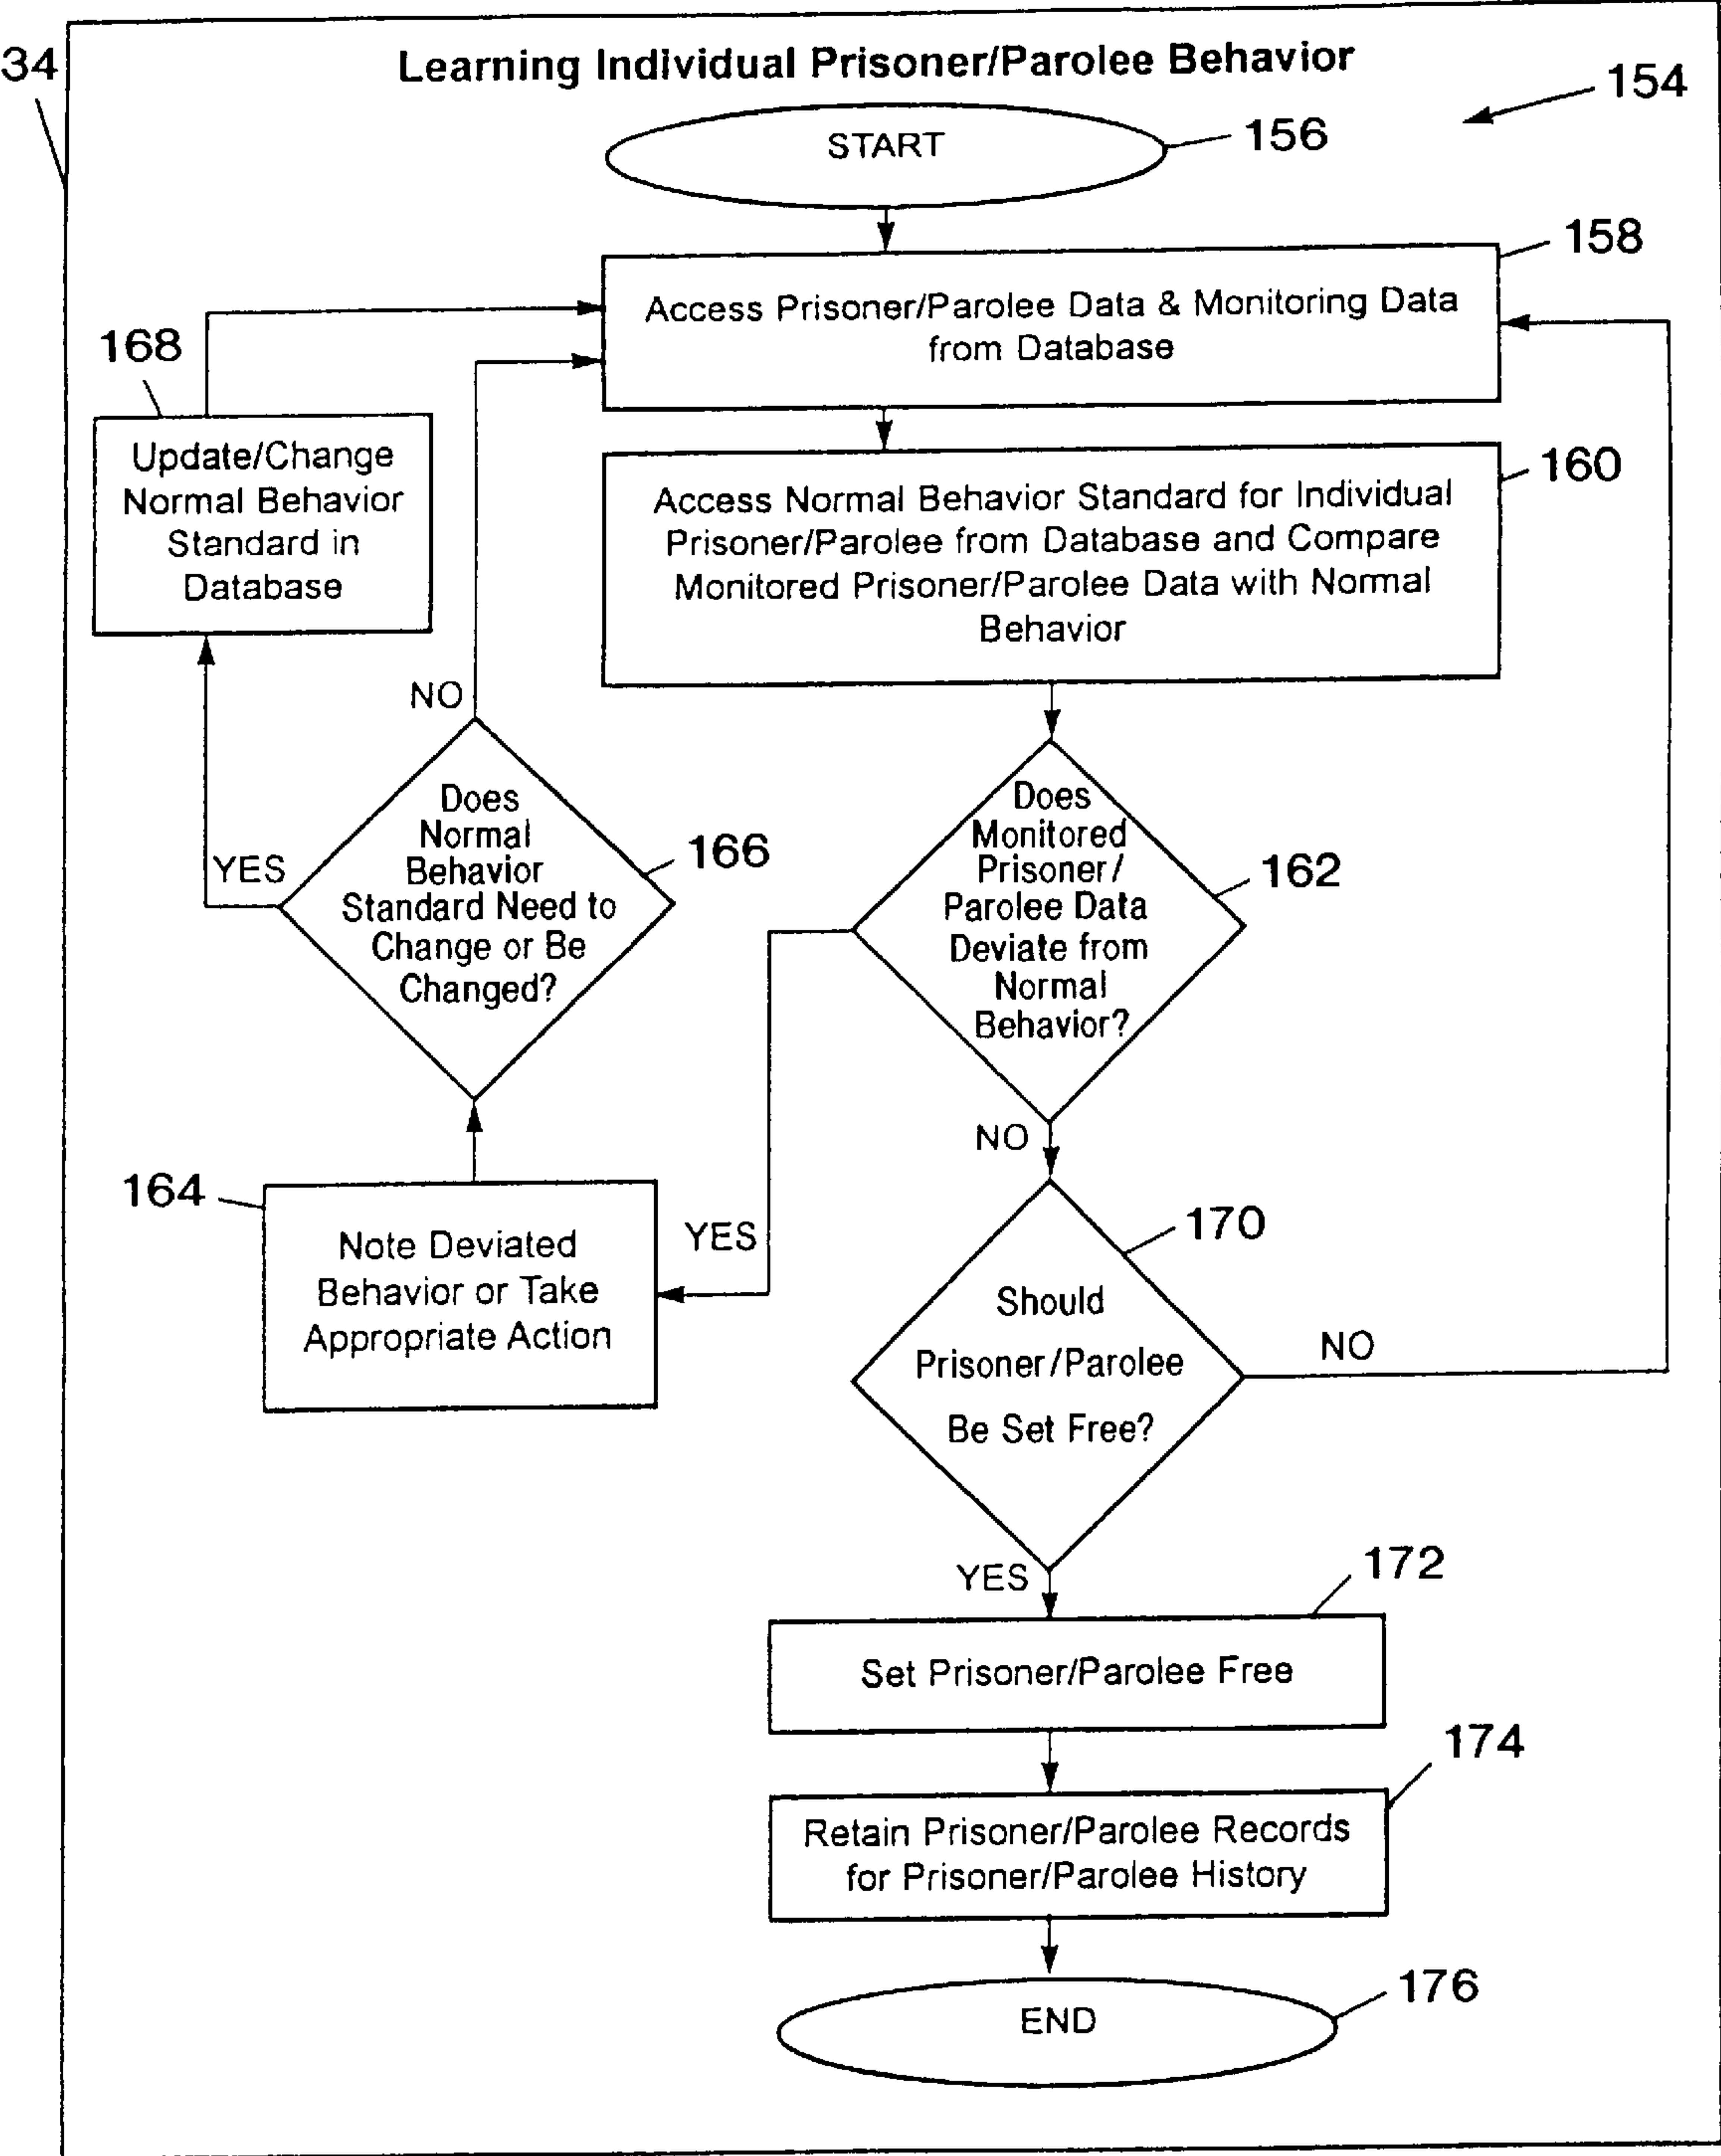 34
Learning Individual Prisoner/Parolee Behavior
154
START
156
158
Access Prisoner/Parolee Data & Monitoring Data
from Database
168
Update/Change
Normal Behavior
Standard in
Database
160
Access Normal Behavior Standard for Individual
Prisoner/Parolee from Database and Compare
Monitored Prisoner/Parolee Data with Normal
Behavior
NO
Does
Normal
Behavior
Standard Need to
Change or Be
Changed?
166
YES
Does
Monitored
Prisoner/
Parolee Data
Deviate from
Normal
Behavior?
162
NO
164
Note Deviated
Behavior or Take
Appropriate Action
YES
170
Should
Prisoner/Parolee
Be Set Free?
NO
YES
172
Set Prisoner/Parolee Free
174
Retain Prisoner/Parolee Records
for Prisoner/Parolee History
176
END